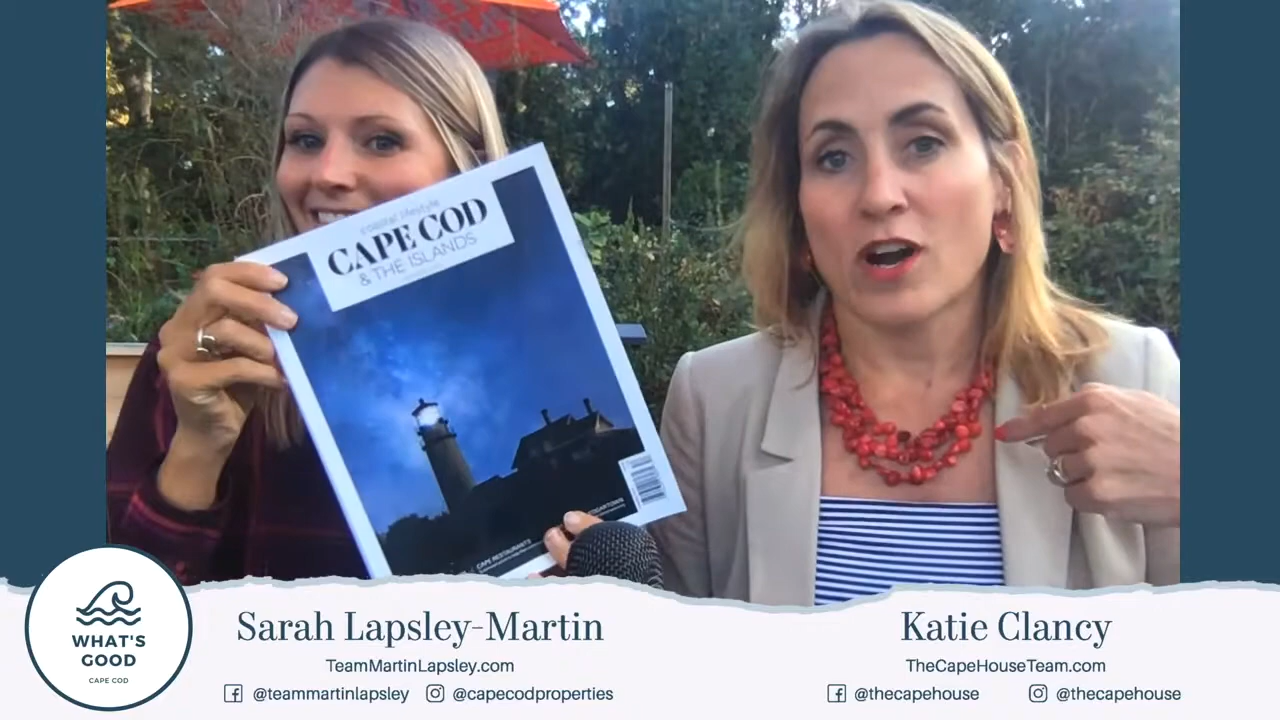 coastal lifestyle
CAPE COD
& THE ISLANDS
EDGARTOWN
CAPE RESTAURANTS
WHAT'S
GOOD
CAPE COD
Sarah Lapsley-Martin
TeamMartinLapsley.com
@teammartinlapsley @capecodproperties
Katie Clancy
TheCapeHouseTeam.com
@thecapehouse @thecapehouse